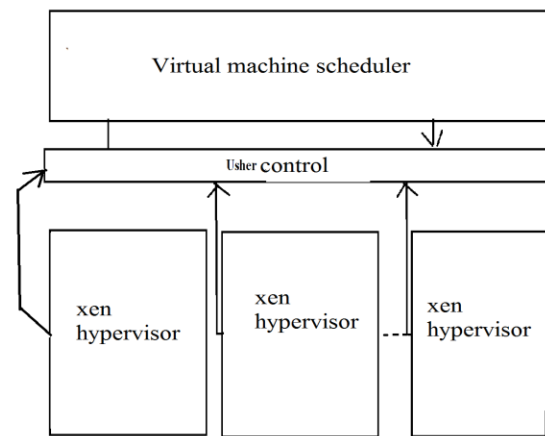 Virtual machine scheduler
Usher control
xen
hypervisor
xen
hypervisor
xen
hypervisor